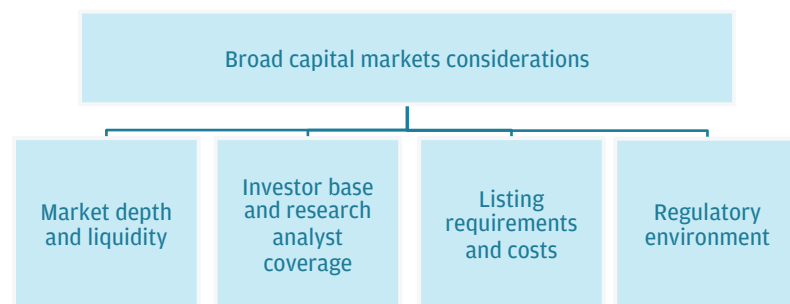 Broad capital markets considerations
Market depth
and liquidity
Investor base
and research
analyst
coverage
Listing
requirements
and costs
Regulatory
environment